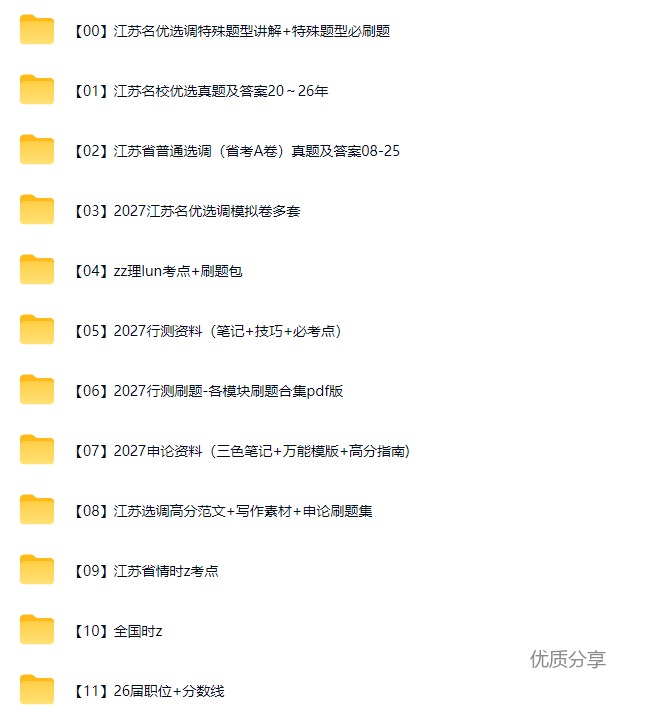 【00】江苏名优选调特殊题型讲解+特殊题型必刷题
【01】江苏名校优选真题及答案20～26年
【02】江苏省普通选调（省考A卷）真题及答案08-25
【03】2027江苏名优选调模拟卷多套
【04】zz理lun考点+刷题包
【05】2027行测资料（笔记+技巧+必考点）
【06】2027行测刷题-各模块刷题合集pdf版
【07】2027申论资料（三色笔记+万能模版+高分指南)
【08】江苏选调高分范文+写作素材+申论刷题集
【09】江苏省情时z考点
【10】全国时z
优质分享
【11】26届职位+分数线